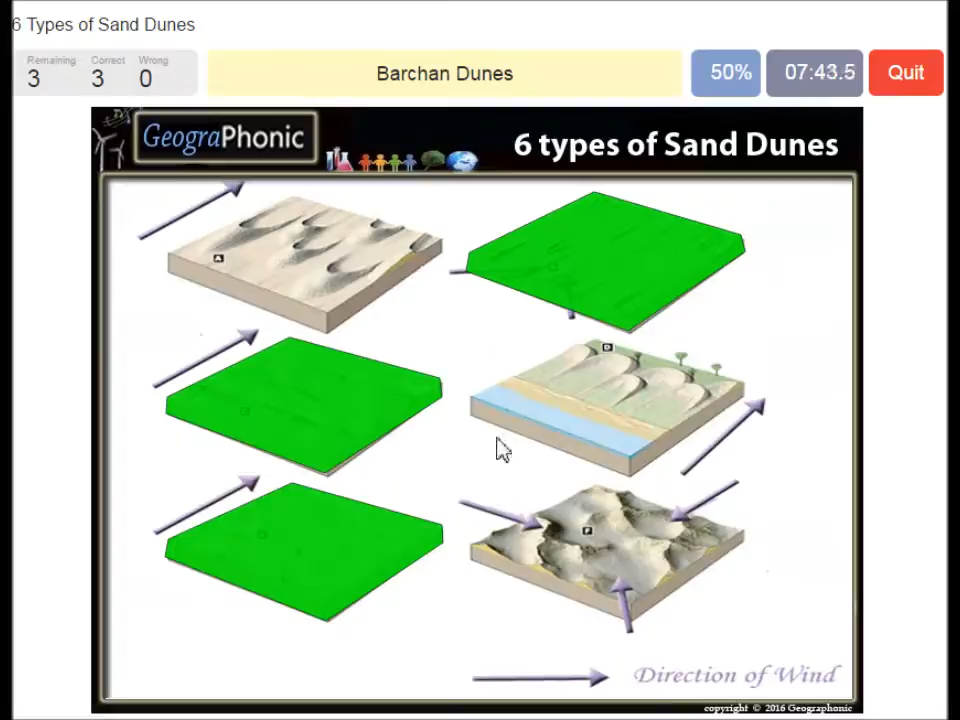 6 Types of Sand Dunes
Remaining Correct Wrong
3 3 0
Barchan Dunes
50%
07:43.5
Quit
GeograPhonic
6 types of Sand Dunes
A
D
F
Direction of Wind
copyright © 2016 Geographonic